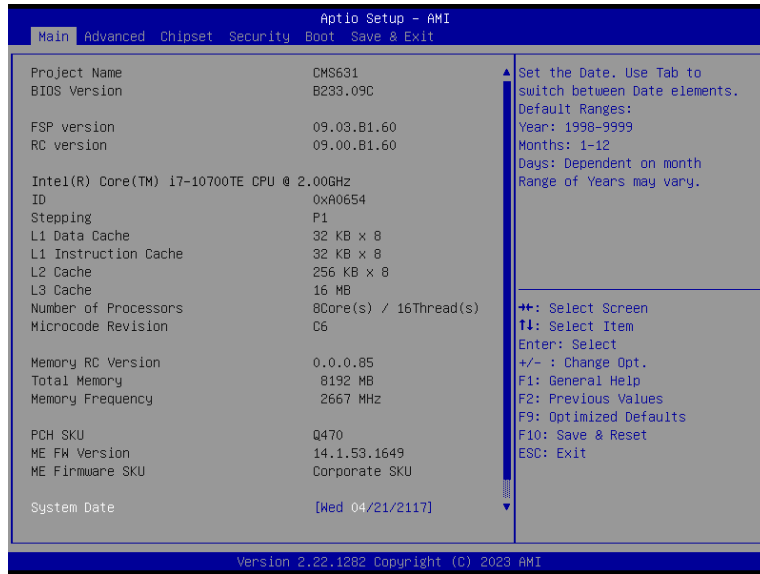 Aptio Setup – AMI
Main Advanced Chipset Security Boot Save & Exit
Project Name CMS631
BIOS Version B233.09C
FSP version 09.03.B1.60
RC version 09.00.B1.60
Intel(R) Core(TM) i7-10700TE CPU @ 2.00GHz
ID 0xA0654
Stepping P1
L1 Data Cache 32 KB x 8
L1 Instruction Cache 32 KB x 8
L2 Cache 256 KB x 8
L3 Cache 16 MB
Number of Processors 8Core(s) / 16Thread(s)
Microcode Revision C6
Memory RC Version 0.0.0.85
Total Memory 8192 MB
Memory Frequency 2667 MHz
PCH SKU Q470
ME FW Version 14.1.53.1649
ME Firmware SKU Corporate SKU
System Date [Wed 04/21/2117]
Set the Date. Use Tab to
switch between Date elements.
Default Ranges:
Year: 1998-9999
Months: 1-12
Days: Dependent on month
Range of Years may vary.
→←: Select Screen
↑↓: Select Item
Enter: Select
+/- : Change Opt.
F1: General Help
F2: Previous Values
F9: Optimized Defaults
F10: Save & Reset
ESC: Exit
Version 2.22.1282 Copyright (C) 2023 AMI